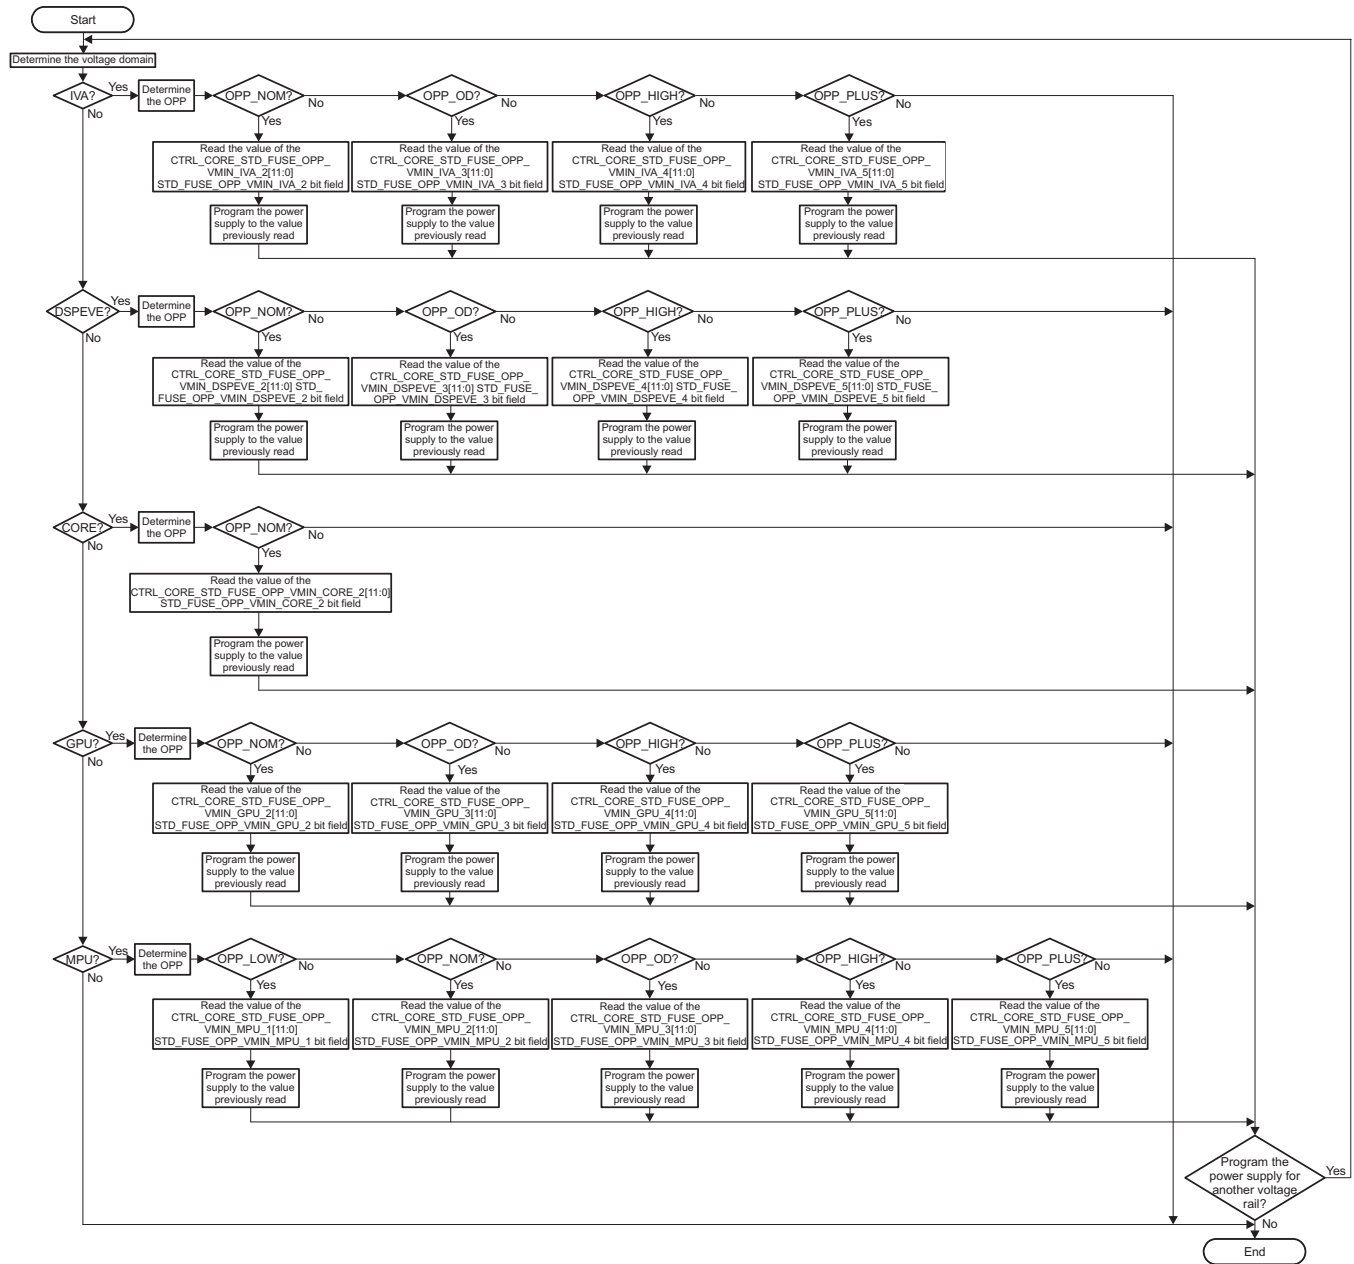 Start
Determine the voltage domain
IVA?
Yes
No
Determine
the OPP
OPP_NOM?
No
Yes
OPP_OD?
No
Yes
OPP_HIGH?
No
Yes
OPP_PLUS?
No
Yes
Read the value of the
CTRL_CORE_STD_FUSE_OPP_
VMIN_IVA_2[11:0]
STD_FUSE_OPP_VMIN_IVA_2 bit field
Read the value of the
CTRL_CORE_STD_FUSE_OPP_
VMIN_IVA_3[11:0]
STD_FUSE_OPP_VMIN_IVA_3 bit field
Read the value of the
CTRL_CORE_STD_FUSE_OPP_
VMIN_IVA_4[11:0]
STD_FUSE_OPP_VMIN_IVA_4 bit field
Read the value of the
CTRL_CORE_STD_FUSE_OPP_
VMIN_IVA_5[11:0]
STD_FUSE_OPP_VMIN_IVA_5 bit field
Program the power
supply to the value
previously read
Program the power
supply to the value
previously read
Program the power
supply to the value
previously read
Program the power
supply to the value
previously read
DSPEVE?
Yes
No
Determine
the OPP
OPP_NOM?
No
Yes
OPP_OD?
No
Yes
OPP_HIGH?
No
Yes
OPP_PLUS?
No
Yes
Read the value of the
CTRL_CORE_STD_FUSE_OPP_
VMIN_DSPEVE_2[11:0] STD_
FUSE_OPP_VMIN_DSPEVE_2 bit field
Read the value of the
CTRL_CORE_STD_FUSE_OPP_
VMIN_DSPEVE_3[11:0] STD_FUSE_
OPP_VMIN_DSPEVE_3 bit field
Read the value of the
CTRL_CORE_STD_FUSE_OPP_
VMIN_DSPEVE_4[11:0] STD_FUSE_
OPP_VMIN_DSPEVE_4 bit field
Read the value of the
CTRL_CORE_STD_FUSE_OPP_
VMIN_DSPEVE_5[11:0] STD_FUSE_
OPP_VMIN_DSPEVE_5 bit field
Program the power
supply to the value
previously read
Program the power
supply to the value
previously read
Program the power
supply to the value
previously read
Program the power
supply to the value
previously read
CORE?
Yes
No
Determine
the OPP
OPP_NOM?
No
Yes
Read the value of the
CTRL_CORE_STD_FUSE_OPP_VMIN_CORE_2[11:0]
STD_FUSE_OPP_VMIN_CORE_2 bit field
Program the power
supply to the value
previously read
GPU?
Yes
No
Determine
the OPP
OPP_NOM?
No
Yes
OPP_OD?
No
Yes
OPP_HIGH?
No
Yes
OPP_PLUS?
No
Yes
Read the value of the
CTRL_CORE_STD_FUSE_OPP_
VMIN_GPU_2[11:0]
STD_FUSE_OPP_VMIN_GPU_2 bit field
Read the value of the
CTRL_CORE_STD_FUSE_OPP_
VMIN_GPU_3[11:0]
STD_FUSE_OPP_VMIN_GPU_3 bit field
Read the value of the
CTRL_CORE_STD_FUSE_OPP_
VMIN_GPU_4[11:0]
STD_FUSE_OPP_VMIN_GPU_4 bit field
Read the value of the
CTRL_CORE_STD_FUSE_OPP_
VMIN_GPU_5[11:0]
STD_FUSE_OPP_VMIN_GPU_5 bit field
Program the power
supply to the value
previously read
Program the power
supply to the value
previously read
Program the power
supply to the value
previously read
Program the power
supply to the value
previously read
MPU?
Yes
No
Determine
the OPP
OPP_LOW?
No
Yes
OPP_NOM?
No
Yes
OPP_OD?
No
Yes
OPP_HIGH?
No
Yes
OPP_PLUS?
No
Yes
Read the value of the
CTRL_CORE_STD_FUSE_OPP_
VMIN_MPU_1[11:0]
STD_FUSE_OPP_VMIN_MPU_1 bit field
Read the value of the
CTRL_CORE_STD_FUSE_OPP_
VMIN_MPU_2[11:0]
STD_FUSE_OPP_VMIN_MPU_2 bit field
Read the value of the
CTRL_CORE_STD_FUSE_OPP_
VMIN_MPU_3[11:0]
STD_FUSE_OPP_VMIN_MPU_3 bit field
Read the value of the
CTRL_CORE_STD_FUSE_OPP_
VMIN_MPU_4[11:0]
STD_FUSE_OPP_VMIN_MPU_4 bit field
Read the value of the
CTRL_CORE_STD_FUSE_OPP_
VMIN_MPU_5[11:0]
STD_FUSE_OPP_VMIN_MPU_5 bit field
Program the power
supply to the value
previously read
Program the power
supply to the value
previously read
Program the power
supply to the value
previously read
Program the power
supply to the value
previously read
Program the power
supply to the value
previously read
Program the
power supply for
another voltage
rail?
Yes
No
End